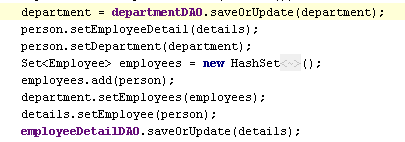 department = departmentDAO.saveOrUpdate(department);
person.setEmployeeDetail(details);
person.setDepartment(department);
Set<Employee> employees = new HashSet<~>();
employees.add(person);
department.setEmployees(employees);
details.setEmployee(person);
employeeDetailDAO.saveOrUpdate(details);